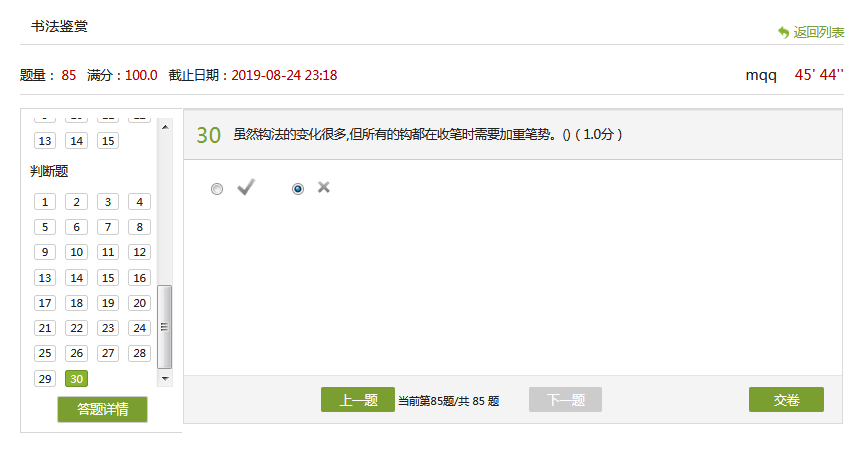 书法鉴赏
返回列表
题量： 85 满分：100.0 截止日期：2019-08-24 23:18
mqq 45' 44''
13 14 15
判断题
1 2 3 4
5 6 7 8
9 10 11 12
13 14 15 16
17 18 19 20
21 22 23 24
25 26 27 28
29 30
答题详情
30 虽然钩法的变化很多,但所有的钩都在收笔时需要加重笔势。()（1.0分）
上一题 当前第85题/共 85 题 下一题 交卷